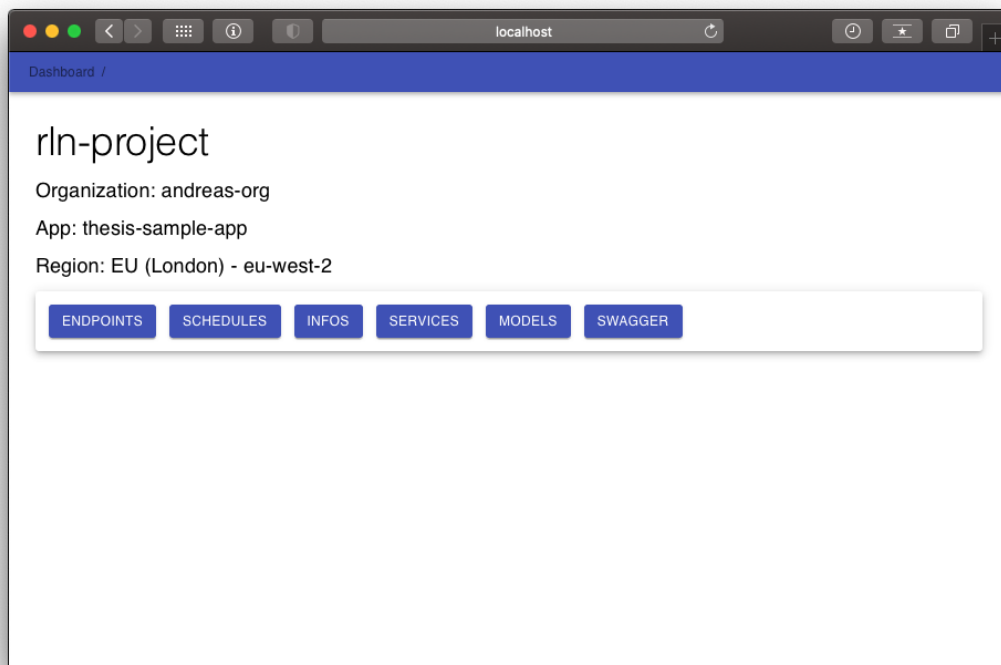 localhost
Dashboard /
rln-project
Organization: andreas-org
App: thesis-sample-app
Region: EU (London) - eu-west-2
ENDPOINTS SCHEDULES INFOS SERVICES MODELS SWAGGER